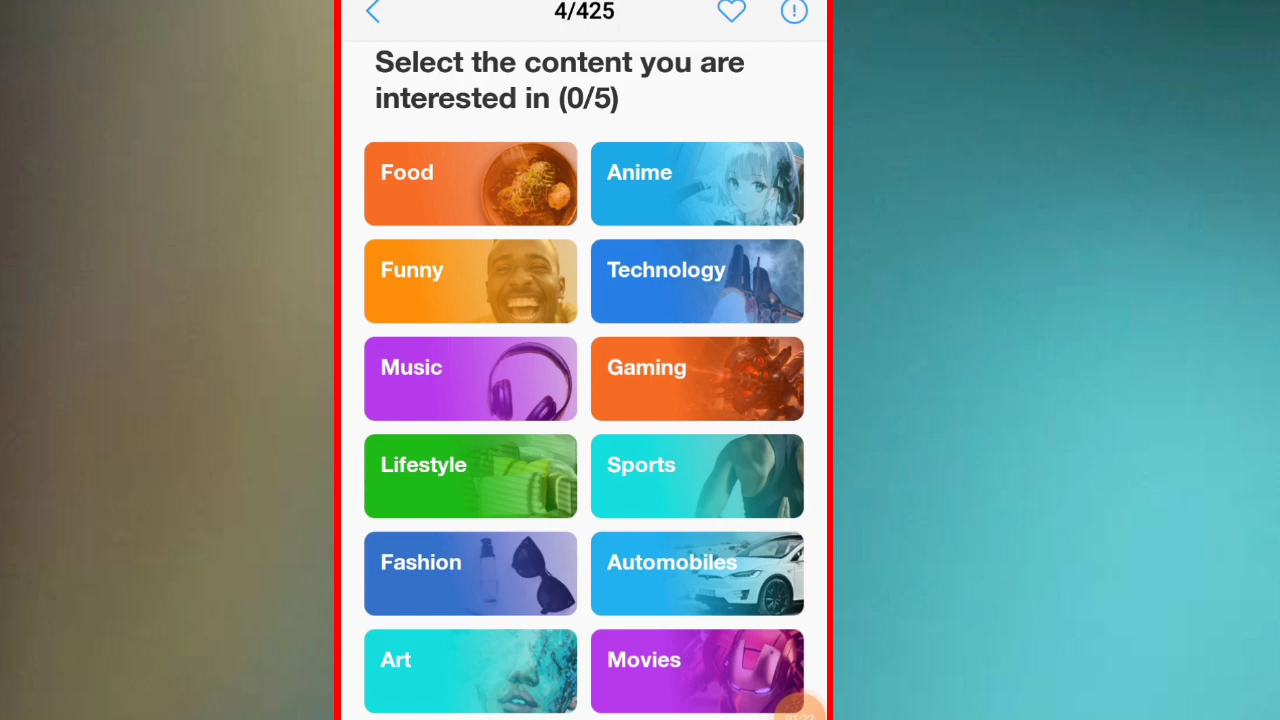 4/425
Select the content you are
interested in (0/5)
Food
Anime
Funny
Technology
Music
Gaming
Lifestyle
Sports
Fashion
Automobiles
Art
Movies